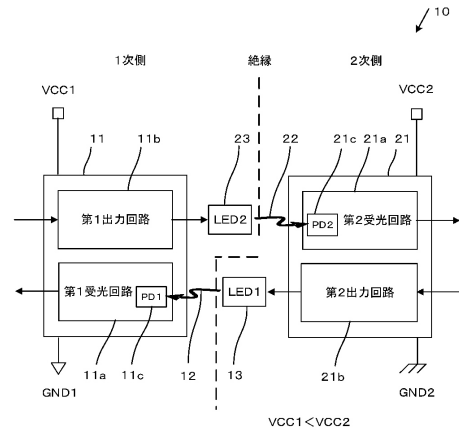 10
1次側
絶縁
2次側
VCC1
VCC2
11
11b
23
22
21c
21a
21
第1出力回路
LED2
PD2
第2受光回路
第1受光回路
PD1
LED1
第2出力回路
GND1
11a
11c
12
13
21b
GND2
VCC1<VCC2